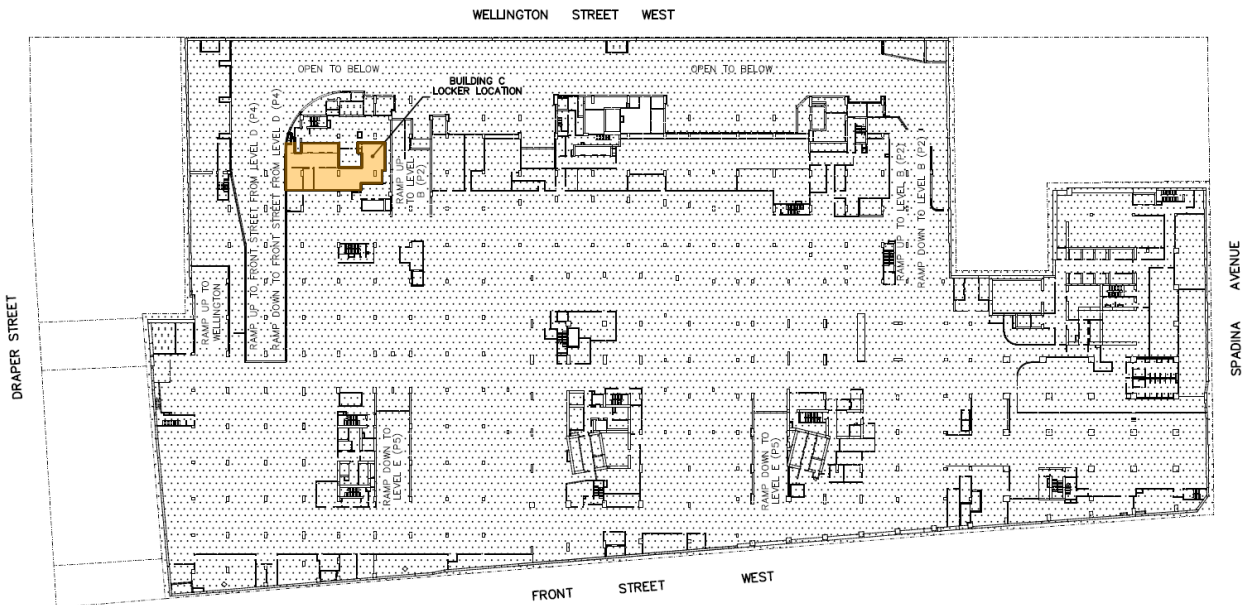 WELLINGTON STREET WEST
OPEN TO BELOW
OPEN TO BELOW
BUILDING C
LOCKER LOCATION
RAMP UP TO FRONT STREET FROM LEVEL D (P4)
RAMP DOWN TO FRONT STREET FROM LEVEL D (P4)
RAMP UP
TO LEVEL
B (P2)
RAMP UP TO LEVEL B (P2)
RAMP DOWN TO LEVEL B (P2)
RAMP UP TO
WELLINGTON
DRAPER STREET
SPADINA AVENUE
RAMP DOWN TO
LEVEL E (P5)
RAMP DOWN TO
LEVEL E (P5)
FRONT STREET WEST